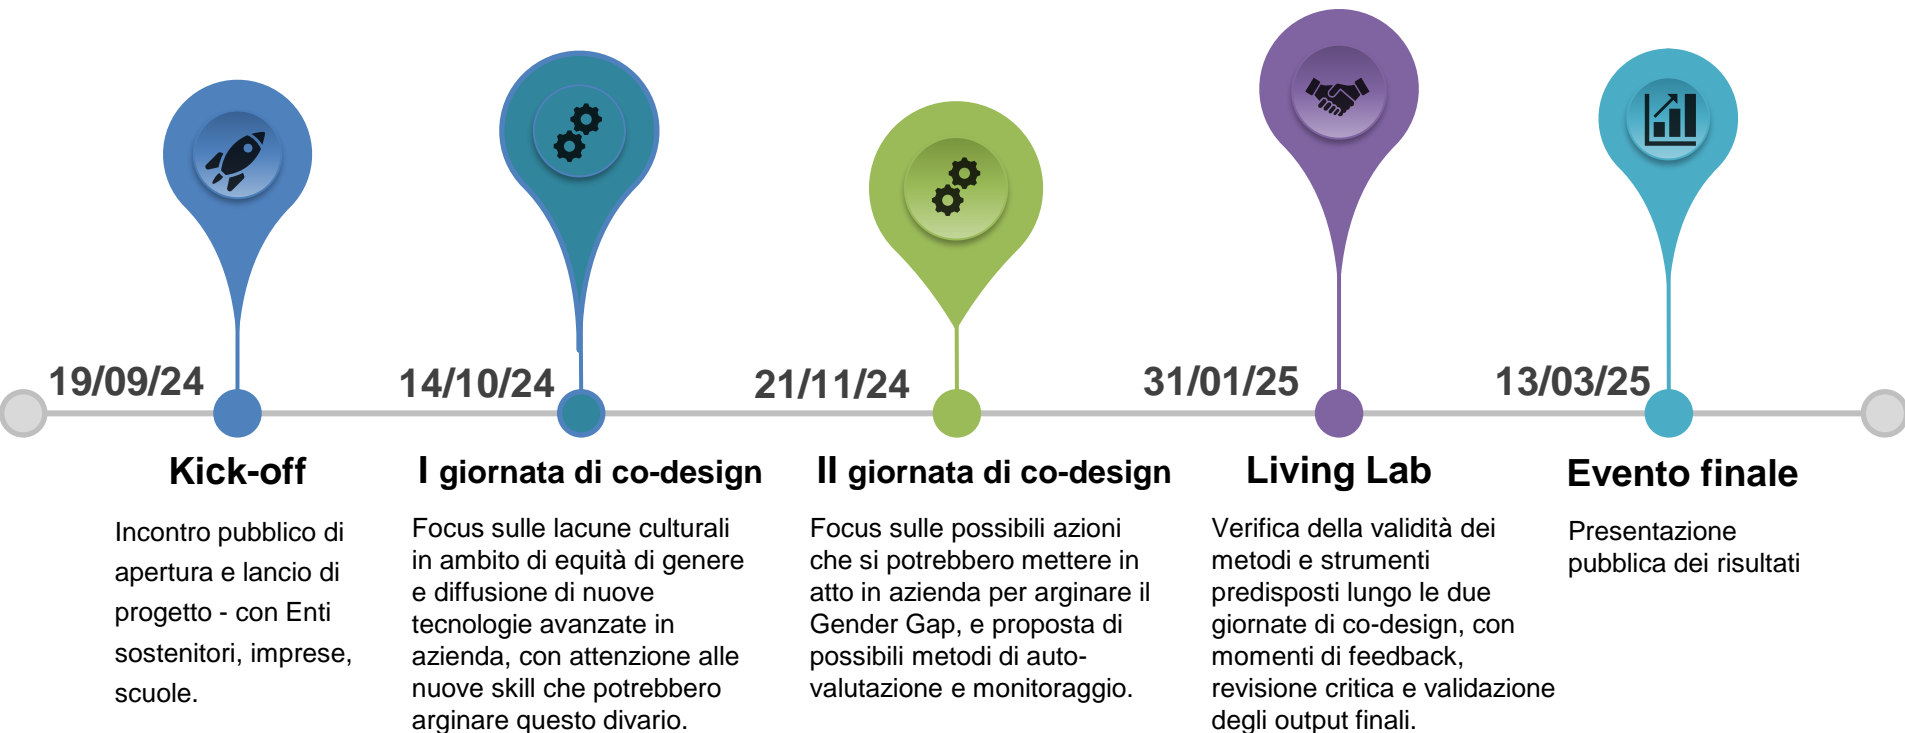 19/09/24
Kick-off
Incontro pubblico di
apertura e lancio di
progetto - con Enti
sostenitori, imprese,
scuole.
14/10/24
I giornata di co-design
Focus sulle lacune culturali
in ambito di equità di genere
e diffusione di nuove
tecnologie avanzate in
azienda, con attenzione alle
nuove skill che potrebbero
arginare questo divario.
21/11/24
II giornata di co-design
Focus sulle possibili azioni
che si potrebbero mettere in
atto in azienda per arginare il
Gender Gap, e proposta di
possibili metodi di auto-
valutazione e monitoraggio.
31/01/25
Living Lab
Verifica della validità dei
metodi e strumenti
predisposti lungo le due
giornate di co-design, con
momenti di feedback,
revisione critica e validazione
degli output finali.
13/03/25
Evento finale
Presentazione
pubblica dei risultati